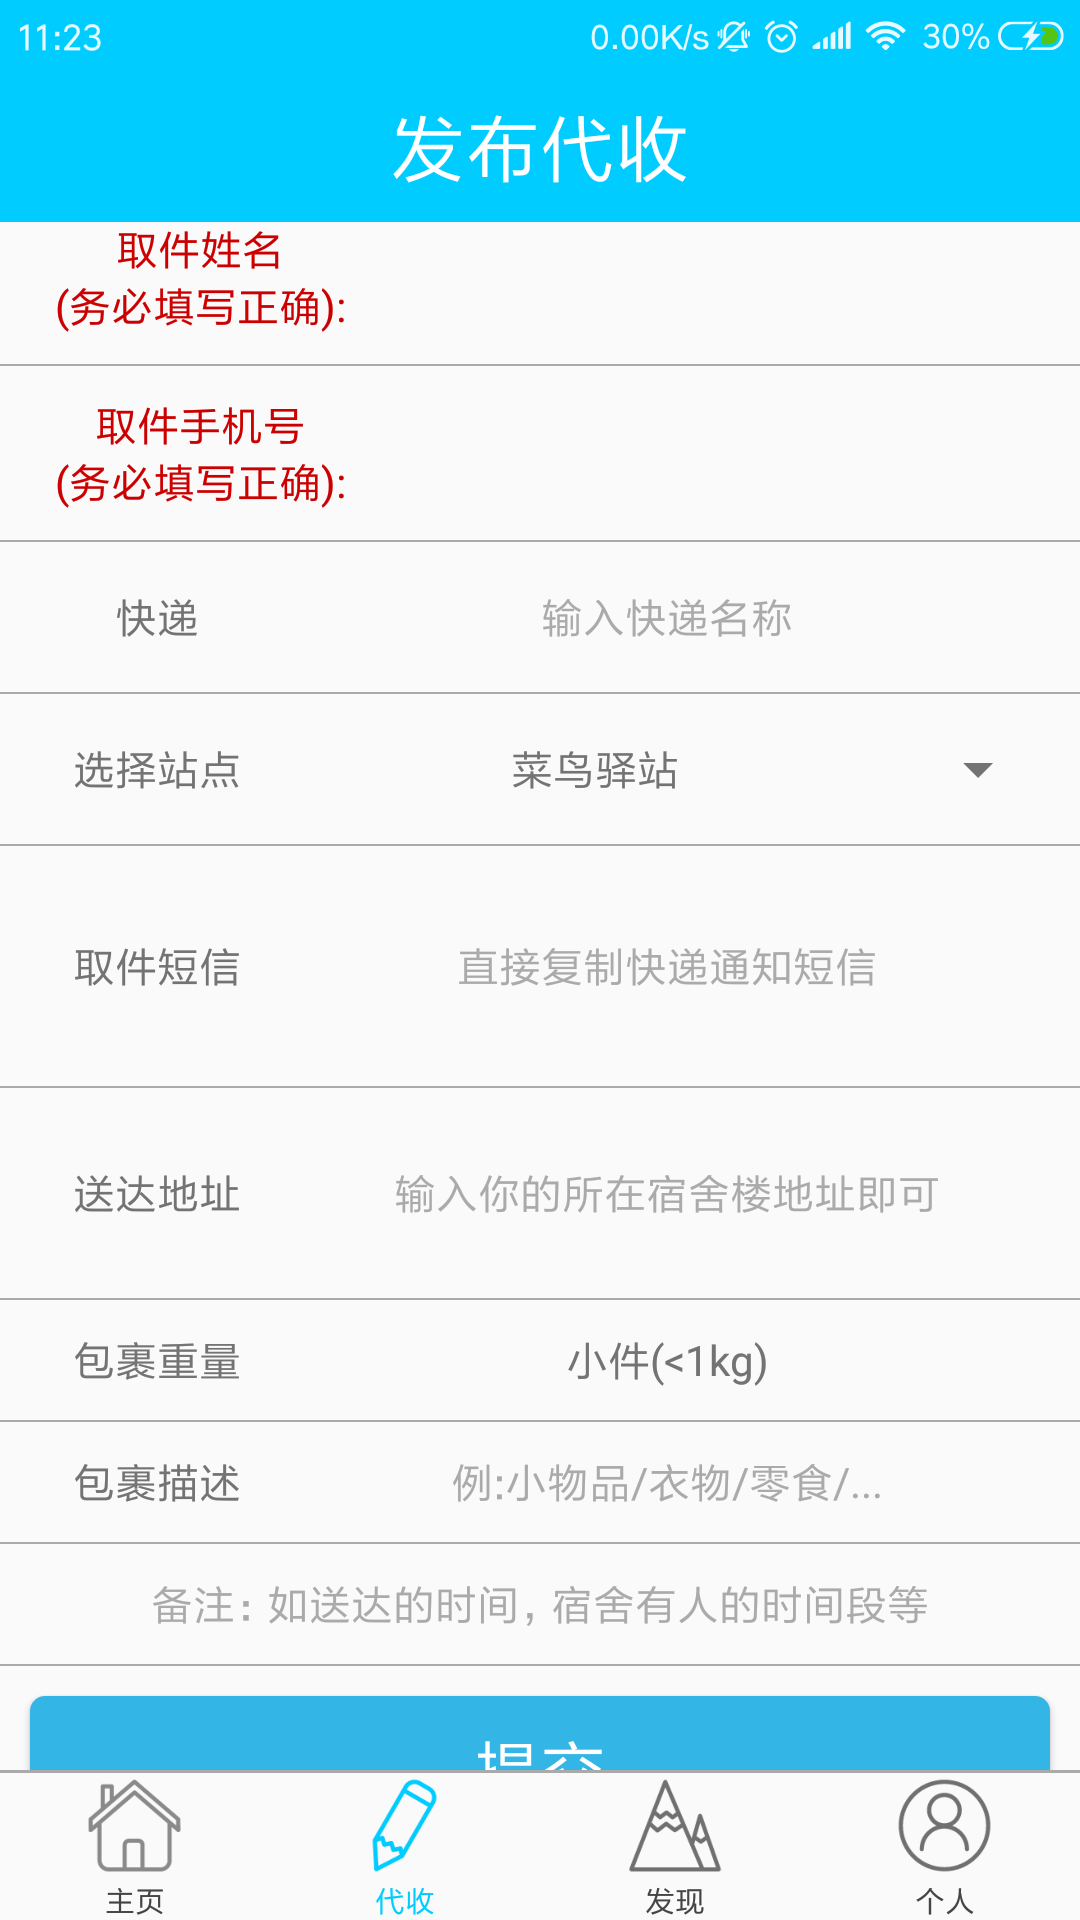 11:23 0.00K/s 30%
发布代收
取件姓名
(务必填写正确):
取件手机号
(务必填写正确):
快递 输入快递名称
选择站点 菜鸟驿站
取件短信 直接复制快递通知短信
送达地址 输入你的所在宿舍楼地址即可
包裹重量 小件(<1kg)
包裹描述 例:小物品/衣物/零食/...
备注：如送达的时间，宿舍有人的时间段等
提交
主页 代收 发现 个人